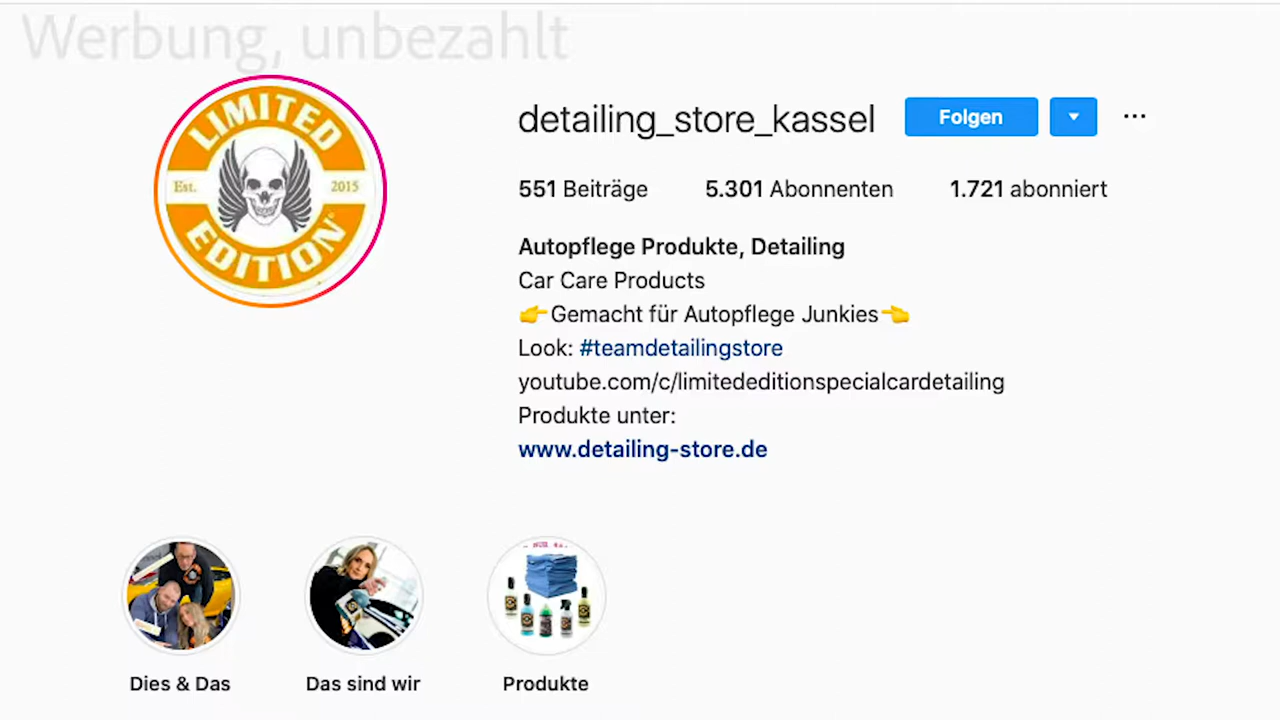 Werbung, unbezahlt
LIMITED
Est. 2015
EDITION®
detailing_store_kassel Folgen
551 Beiträge 5.301 Abonnenten 1.721 abonniert
Autopflege Produkte, Detailing
Car Care Products
👉Gemacht für Autopflege Junkies👈
Look: #teamdetailingstore
youtube.com/c/limitededitionspecialcardetailing
Produkte unter:
www.detailing-store.de
Dies & Das Das sind wir Produkte